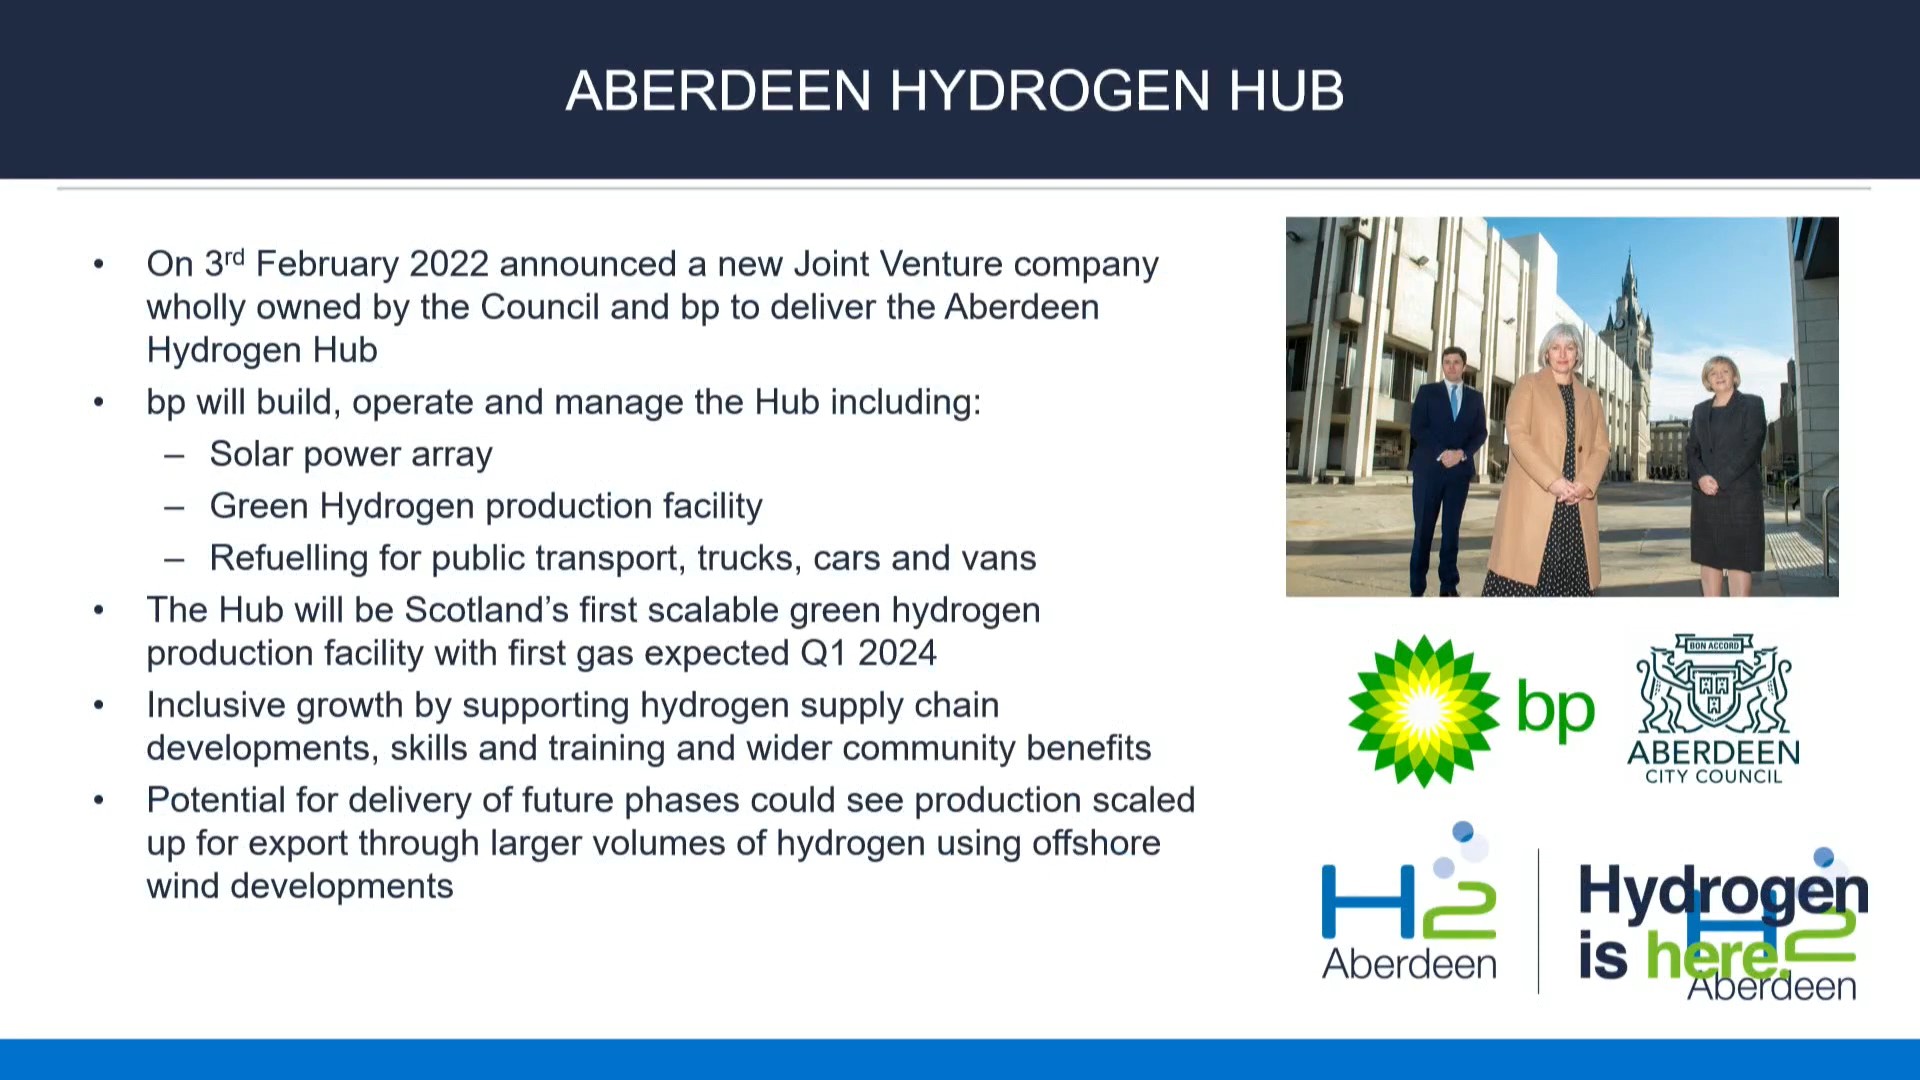 ABERDEEN HYDROGEN HUB
• On 3rd February 2022 announced a new Joint Venture company
wholly owned by the Council and bp to deliver the Aberdeen
Hydrogen Hub
• bp will build, operate and manage the Hub including:
– Solar power array
– Green Hydrogen production facility
– Refuelling for public transport, trucks, cars and vans
• The Hub will be Scotland’s first scalable green hydrogen
production facility with first gas expected Q1 2024
• Inclusive growth by supporting hydrogen supply chain
developments, skills and training and wider community benefits
• Potential for delivery of future phases could see production scaled
up for export through larger volumes of hydrogen using offshore
wind developments
bp
BON ACCORD
ABERDEEN
CITY COUNCIL
H2
Aberdeen
Hydrogen
is here.
H2
Aberdeen